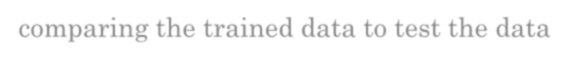 comparing the trained data to test the data